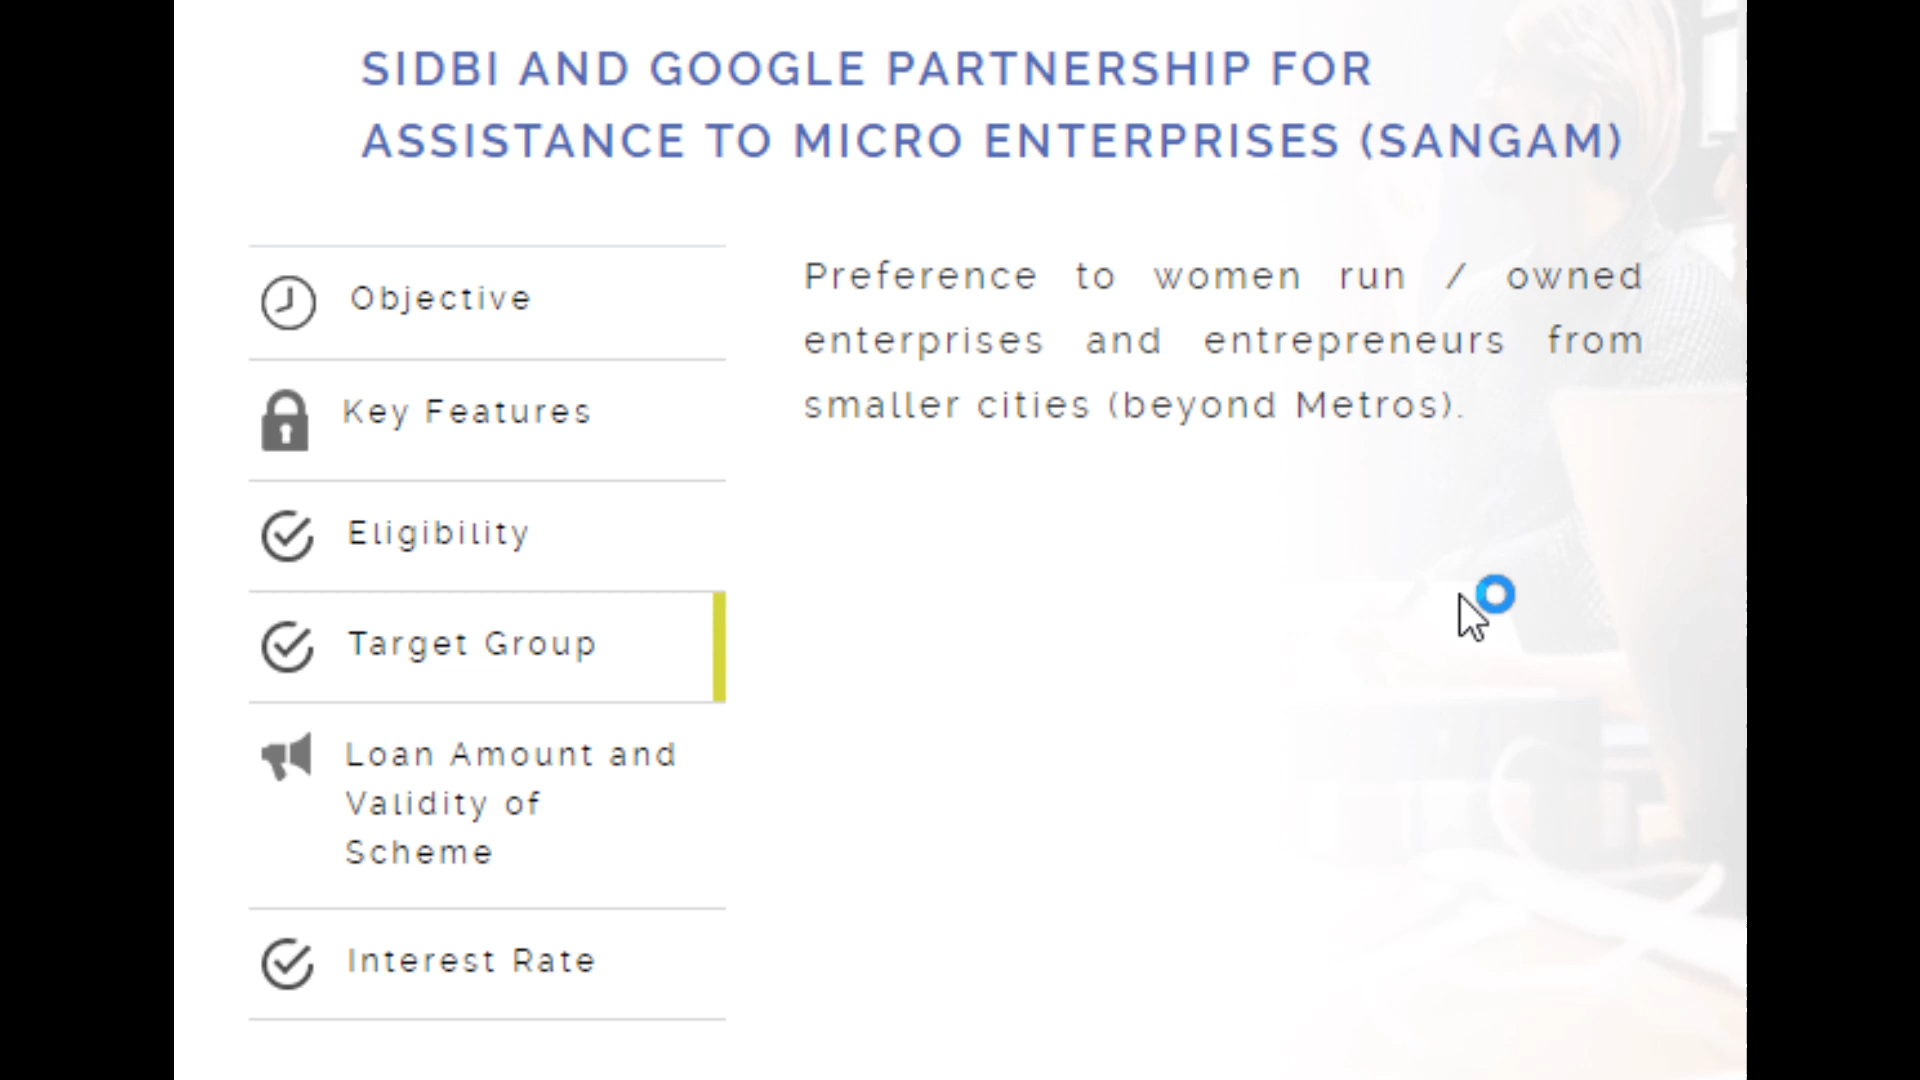 SIDBI AND GOOGLE PARTNERSHIP FOR
ASSISTANCE TO MICRO ENTERPRISES (SANGAM)
Objective
Key Features
Eligibility
Target Group
Loan Amount and
Validity of
Scheme
Interest Rate
Preference to women run / owned
enterprises and entrepreneurs from
smaller cities (beyond Metros).